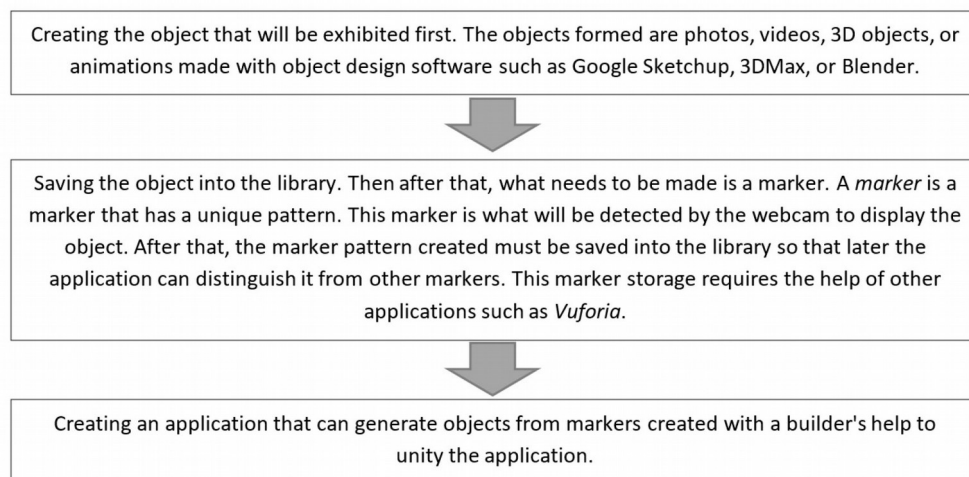 Creating the object that will be exhibited first. The objects formed are photos, videos, 3D objects, or
animations made with object design software such as Google Sketchup, 3DMax, or Blender.
Saving the object into the library. Then after that, what needs to be made is a marker. A marker is a
marker that has a unique pattern. This marker is what will be detected by the webcam to display the
object. After that, the marker pattern created must be saved into the library so that later the
application can distinguish it from other markers. This marker storage requires the help of other
applications such as Vuforia.
Creating an application that can generate objects from markers created with a builder's help to
unity the application.